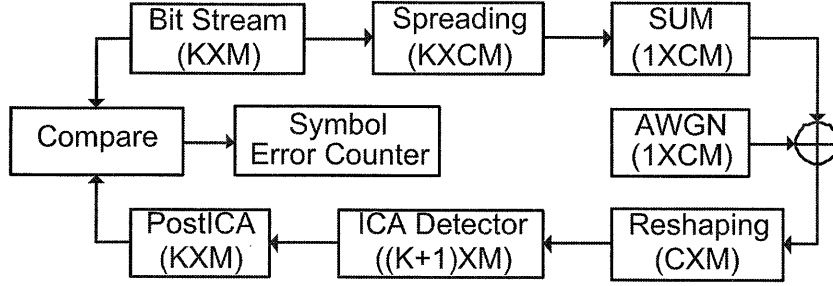 Bit Stream
(KXM)
Spreading
(KXCM)
SUM
(1XCM)
Compare
Symbol
Error Counter
AWGN
(1XCM)
PostICA
(KXM)
ICA Detector
((K+1)XM)
Reshaping
(CXM)